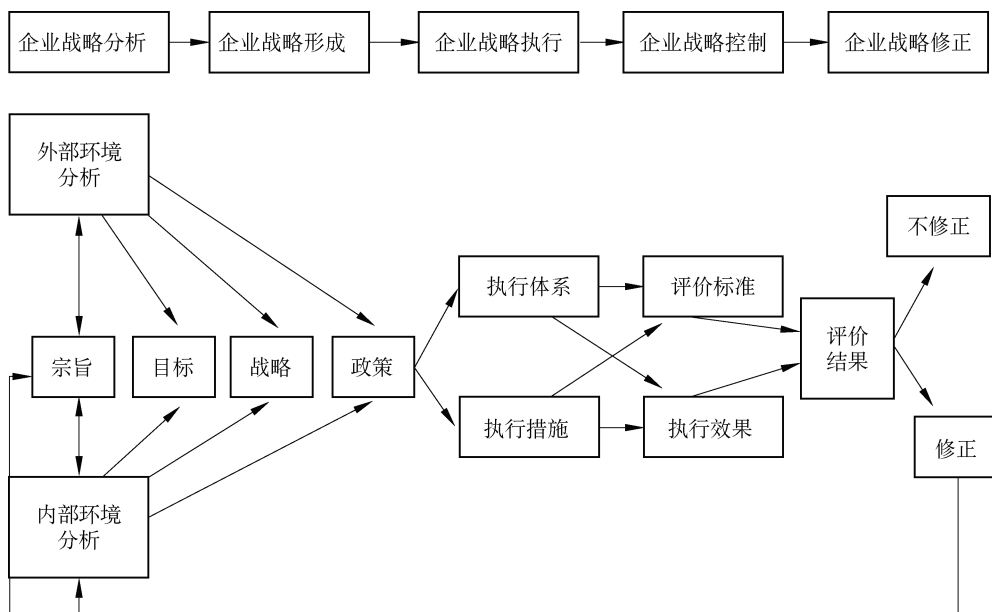 企业战略分析
企业战略形成
企业战略执行
企业战略控制
企业战略修正
外部环境
分析
不修正
执行体系
评价标准
宗旨
目标
战略
政策
评价
结果
执行措施
执行效果
修正
内部环境
分析